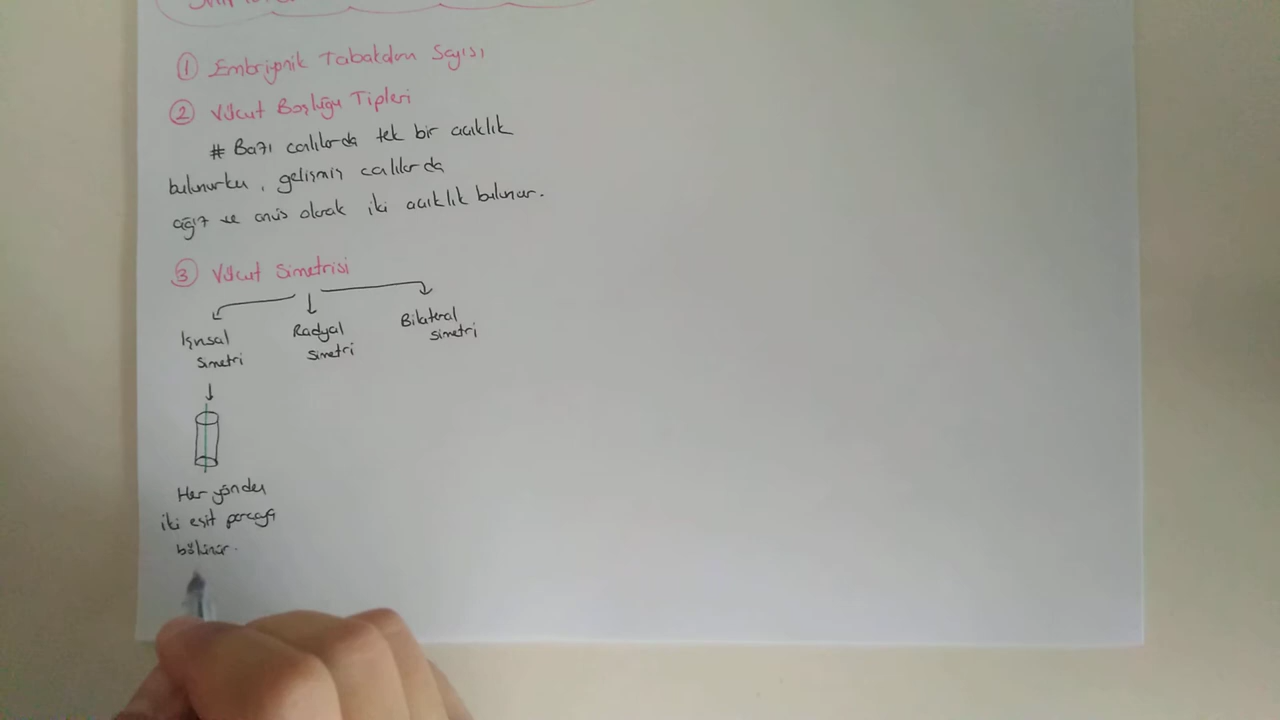 ① Embriyonik Tabakaların Sayısı
② Vücut Boşluğu Tipleri
# Bazı canlılarda tek bir açıklık
bulunurken, gelişmiş canlılarda
ağız ve anüs olarak iki açıklık bulunur.
③ Vücut Simetrisi
Işınsal
simetri
Radyal
simetri
Bilateral
simetri
Her yönden
iki eşit parçaya
bölünür.